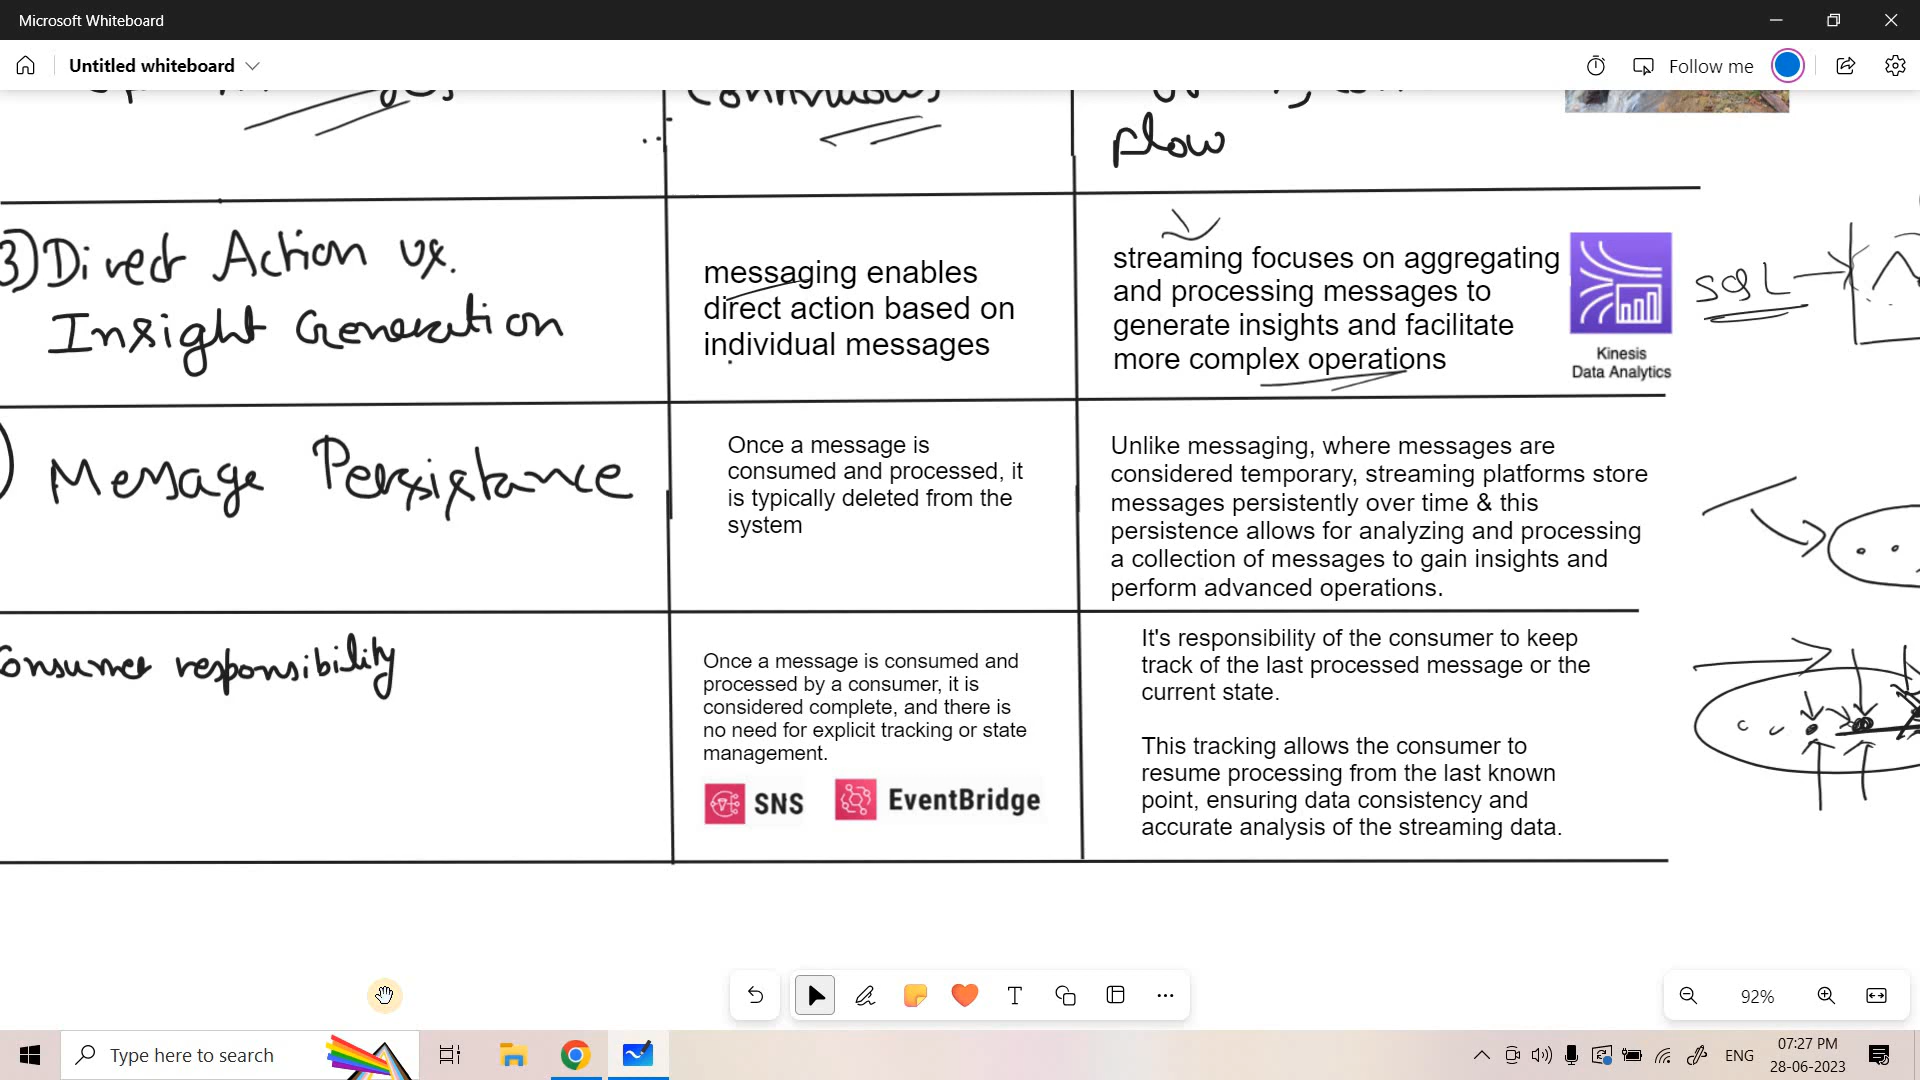 Microsoft Whiteboard
Untitled whiteboard
Follow me
continuous
flow
3) Direct Action vs.
Insight Generation
messaging enables
direct action based on
individual messages
streaming focuses on aggregating
and processing messages to
generate insights and facilitate
more complex operations
Kinesis
Data Analytics
SQL
Message Persistance
Once a message is
consumed and processed, it
is typically deleted from the
system
Unlike messaging, where messages are
considered temporary, streaming platforms store
messages persistently over time & this
persistence allows for analyzing and processing
a collection of messages to gain insights and
perform advanced operations.
Consumer responsibility
Once a message is consumed and
processed by a consumer, it is
considered complete, and there is
no need for explicit tracking or state
management.
SNS
EventBridge
It's responsibility of the consumer to keep
track of the last processed message or the
current state.
This tracking allows the consumer to
resume processing from the last known
point, ensuring data consistency and
accurate analysis of the streaming data.
92%
Type here to search
ENG
07:27 PM
28-06-2023